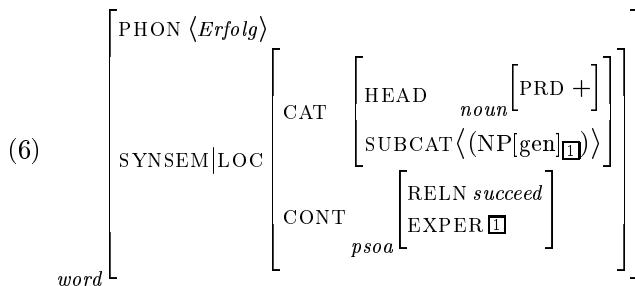 PHON ⟨Erfolg⟩
HEAD noun[PRD +]
CAT
SUBCAT⟨(NP[gen]1)⟩
(6) SYNSEM|LOC
RELN succeed
CONT psoa
EXPER 1
word